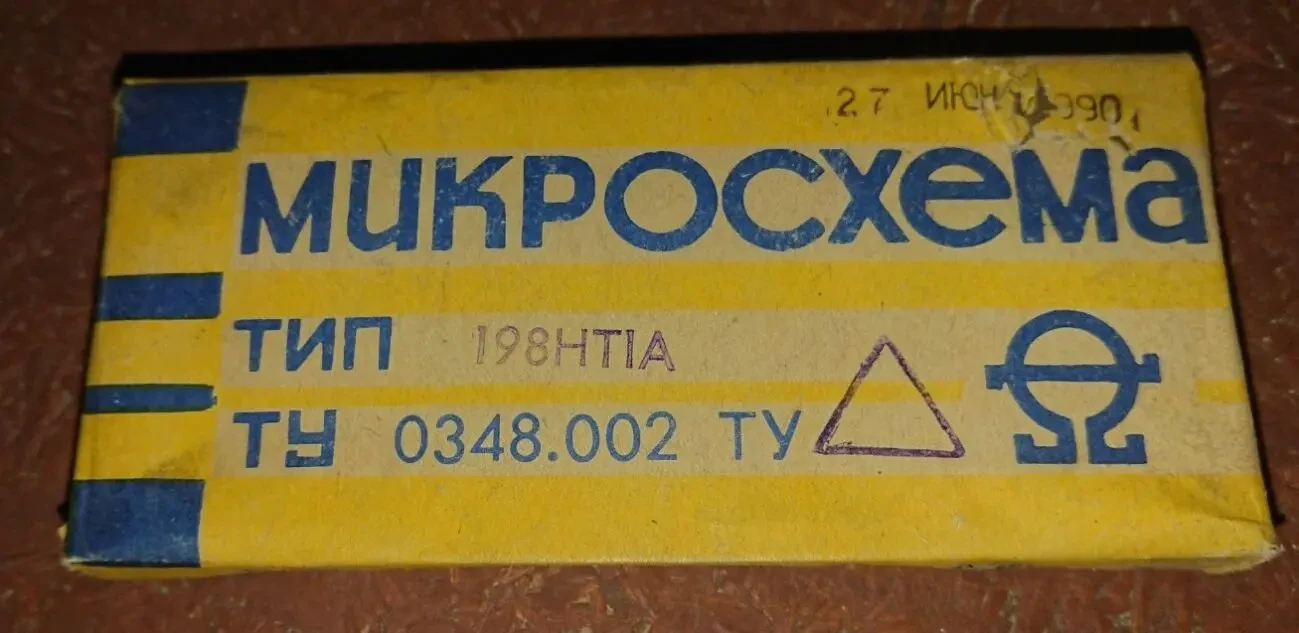 27 ИЮН 1990
микросхема
ТИП 198НТ1А
ТУ 0348.002 ТУ